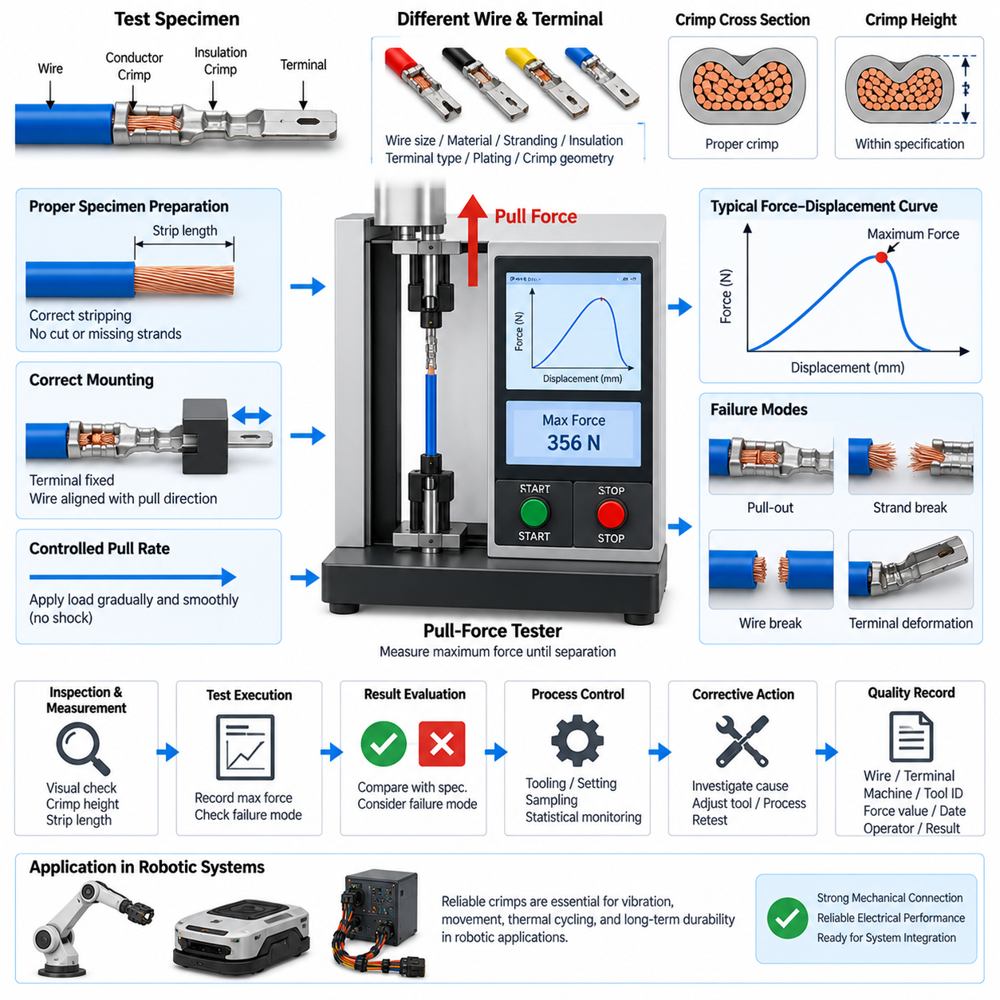 Test Specimen
Wire
Conductor
Crimp
Insulation
Crimp
Terminal
Different Wire & Terminal
Wire size / Material / Stranding / Insulation
Terminal type / Plating / Crimp geometry
Crimp Cross Section
Proper crimp
Crimp Height
Within specification
Proper Specimen Preparation
Strip length
Correct stripping
No cut or missing strands
Correct Mounting
Terminal fixed
Wire aligned with pull direction
Controlled Pull Rate
Apply load gradually and smoothly
(no shock)
Pull Force
Force (N)
Displacement (mm)
Max Force
356 N
START
STOP
START
STOP
Pull-Force Tester
Measure maximum force until separation
Typical Force–Displacement Curve
Maximum Force
Force (N)
Displacement (mm)
Failure Modes
Pull-out
Strand break
Wire break
Terminal deformation
Inspection &
Measurement
Visual check
Crimp height
Strip length
Test Execution
Record max force
Check failure mode
Result Evaluation
Compare with spec.
Consider failure mode
Process Control
Tooling / Setting
Sampling
Statistical monitoring
Corrective Action
Investigate cause
Adjust tool / Process
Retest
Quality Record
Wire / Terminal
Machine / Tool ID
Force value / Date
Operator / Result
Application in Robotic Systems
Reliable crimps are essential for vibration,
movement, thermal cycling, and long-term durability
in robotic applications.
Strong Mechanical Connection
Reliable Electrical Performance
Ready for System Integration